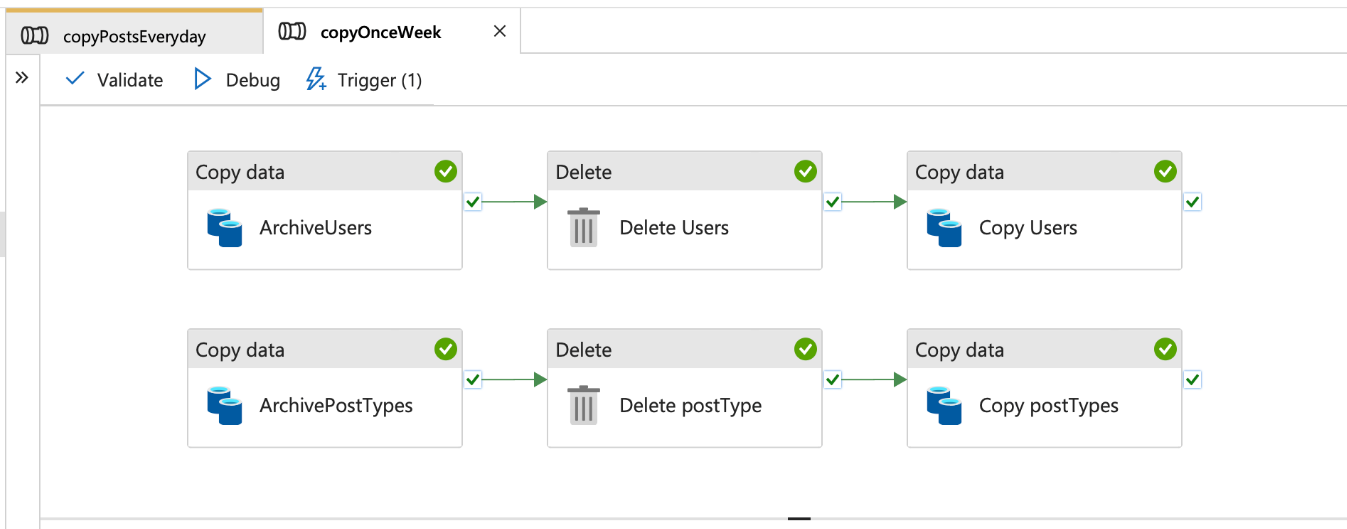 copyPostsEveryday
copyOnceWeek
Validate
Debug
Trigger (1)
Copy data
ArchiveUsers
Delete
Delete Users
Copy data
Copy Users
Copy data
ArchivePostTypes
Delete
Delete postType
Copy data
Copy postTypes